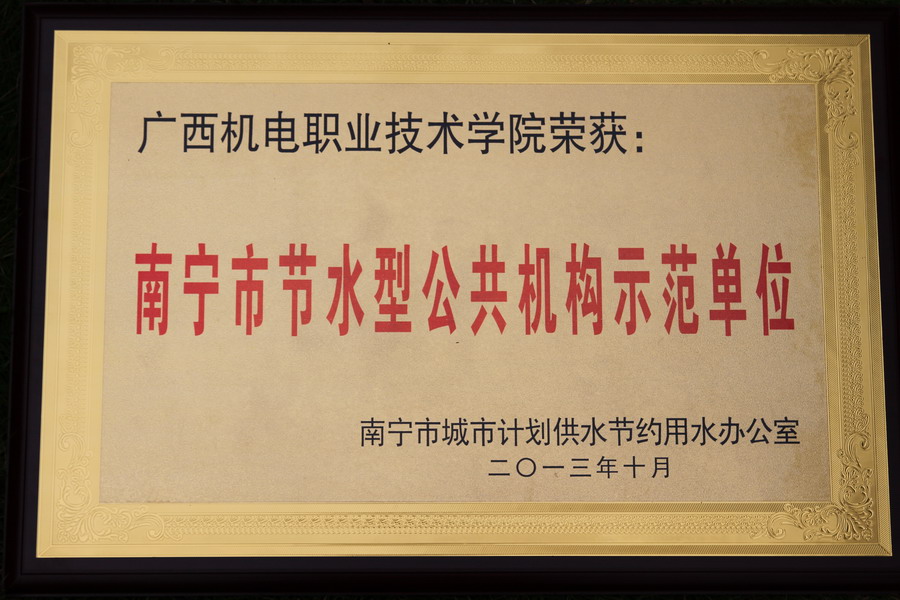 广西机电职业技术学院荣获：
南宁市节水型公共机构示范单位
南宁市城市计划供水节约用水办公室
二〇一三年十月